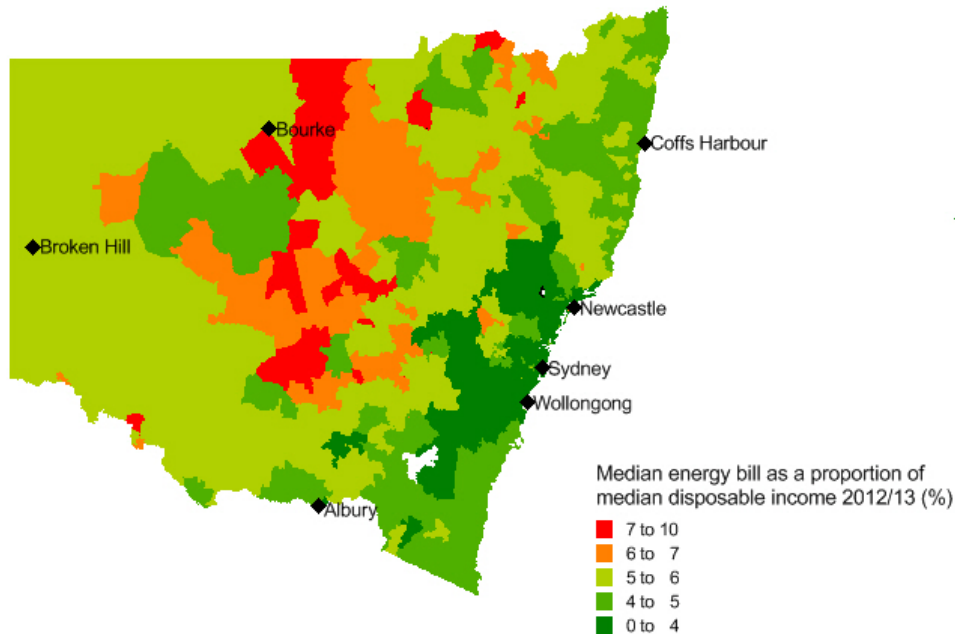 Bourke
Coffs Harbour
Broken Hill
Newcastle
Sydney
Wollongong
Albury
Median energy bill as a proportion of
median disposable income 2012/13 (%)
7 to 10
6 to 7
5 to 6
4 to 5
0 to 4